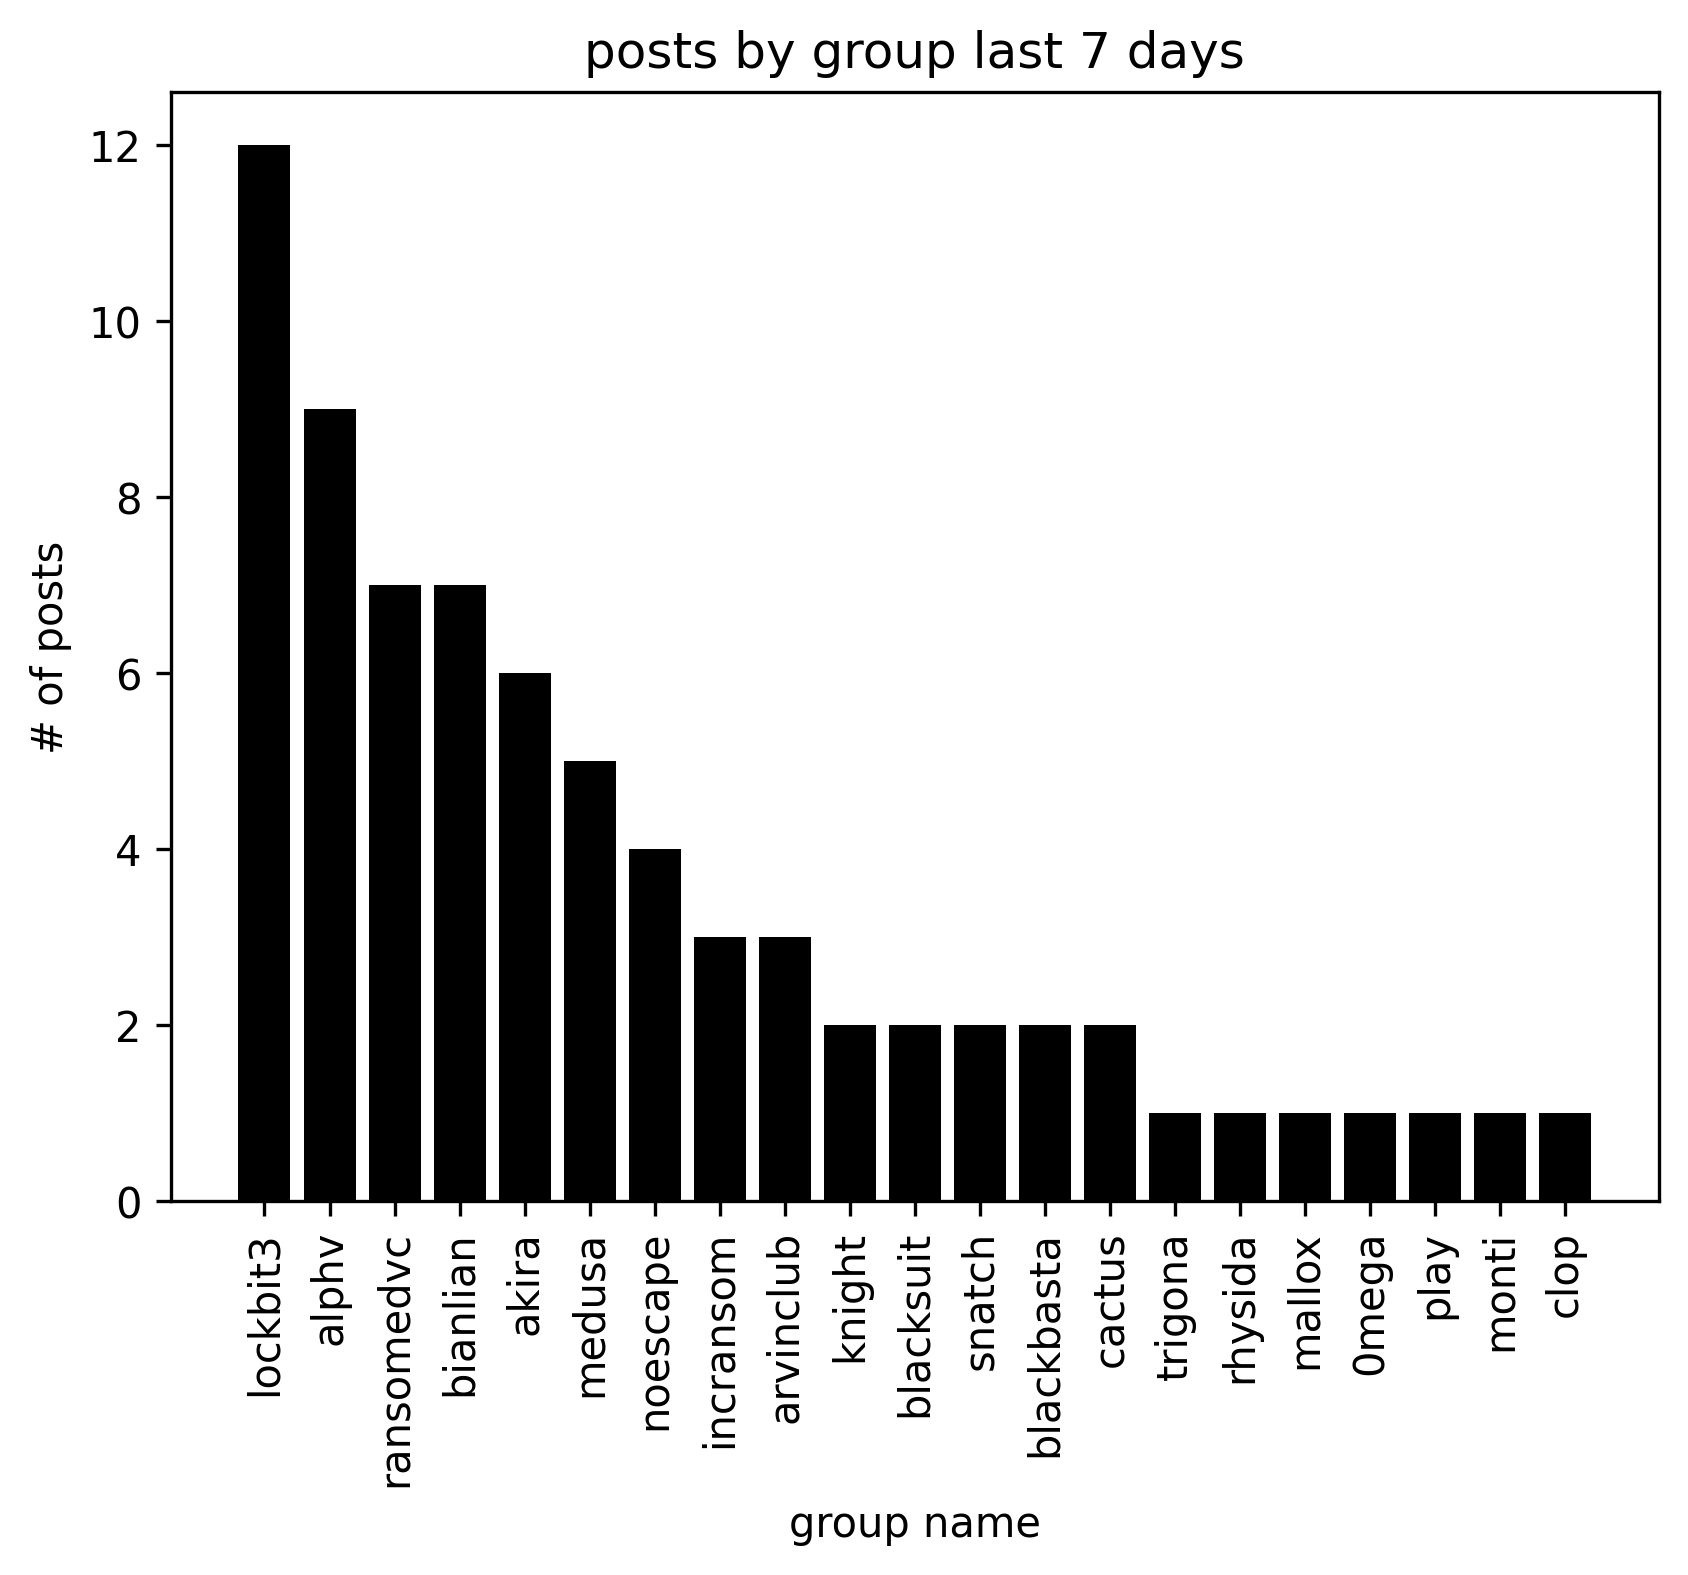 posts by group last 7 days
12
10
8
6
4
2
0
# of posts
lockbit3
alphv
ransomedvc
bianlian
akira
medusa
noescape
incransom
arvinclub
knight
blacksuit
snatch
blackbasta
cactus
trigona
rhysida
mallox
0mega
play
monti
clop
group name